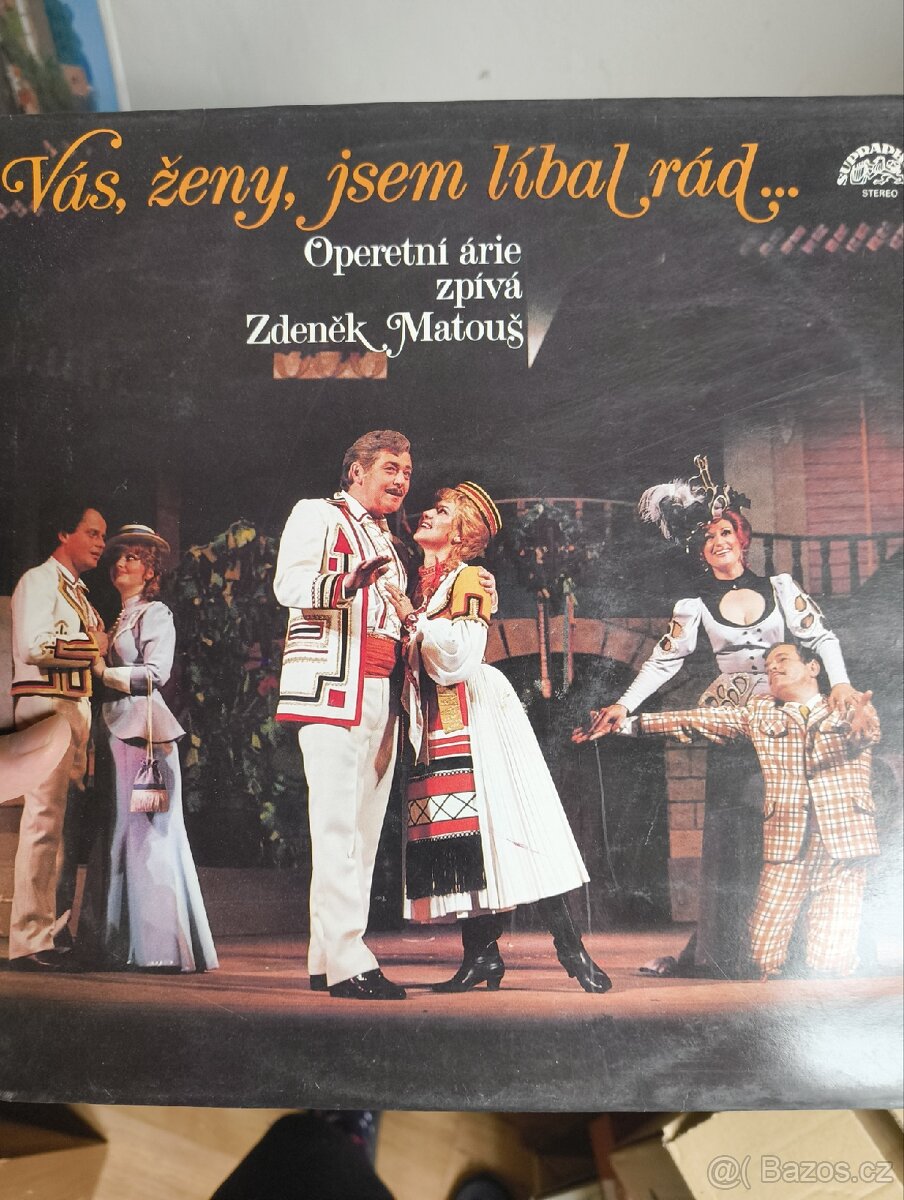 Vás, ženy, jsem líbal rád...
SUPRAPHON
STEREO
Operetní árie
zpívá
Zdeněk Matouš
@( Bazos.cz